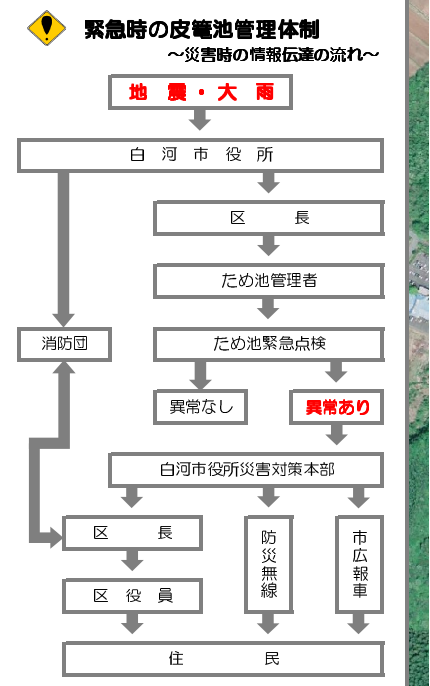 緊急時の皮篭池管理体制
～災害時の情報伝達の流れ～
地　震・大　雨
白　河　市　役　所
区　　　長
ため池管理者
消防団
ため池緊急点検
異常なし
異常あり
白河市役所災害対策本部
区　　　長
防災無線
市広報車
区　役　員
住　　　　　民